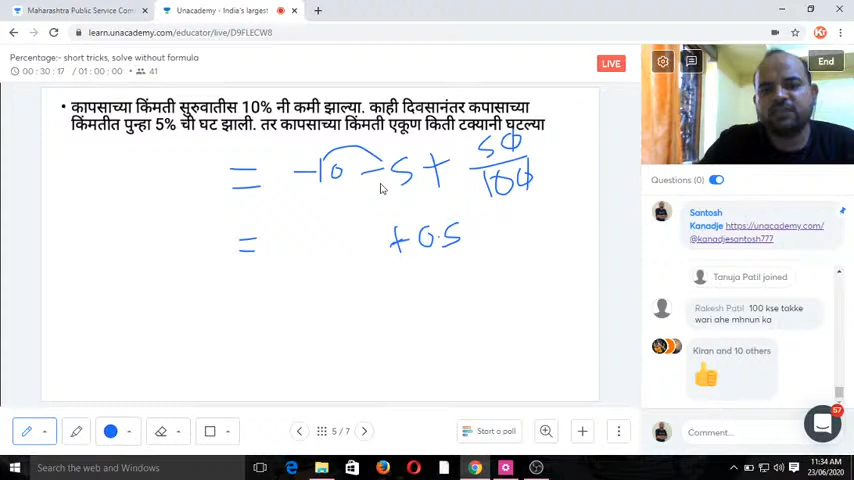 Maharashtra Public Service Com
Unacademy - India's largest
learn.unacademy.com/educator/live/D9FLECW8
Percentage:- short tricks, solve without formula
00 : 30 : 17 / 01 : 00 : 00 • 41
LIVE
End
• कापसाच्या किंमती सुरुवातीस 10% नी कमी झाल्या. काही दिवसानंतर कपासाच्या
किंमतीत पुन्हा 5% ची घट झाली. तर कापसाच्या किंमती एकूण किती टक्यानी घटल्या
= -10 -5 + 50/100
= +0.5
Questions (0)
Santosh
Kanadje https://unacademy.com/
@kanadjesantosh777
Tanuja Patil joined
Rakesh Patil 100 kse takke
wari ahe mhnun ka
Kiran and 10 others
57
5 / 7
Start a poll
Comment...
Search the web and Windows
11:34 AM
23/06/2020